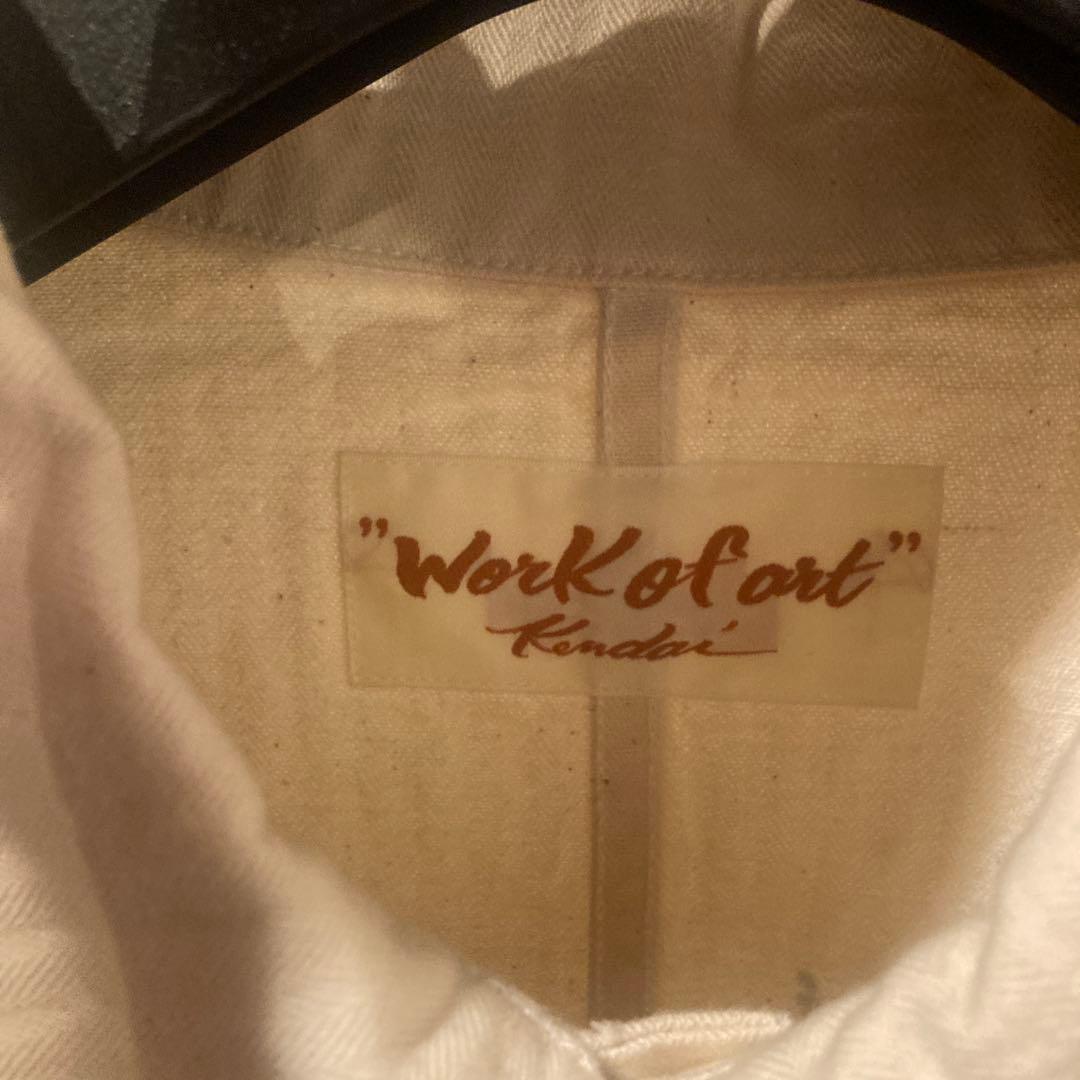 "Work of art"
Kendai